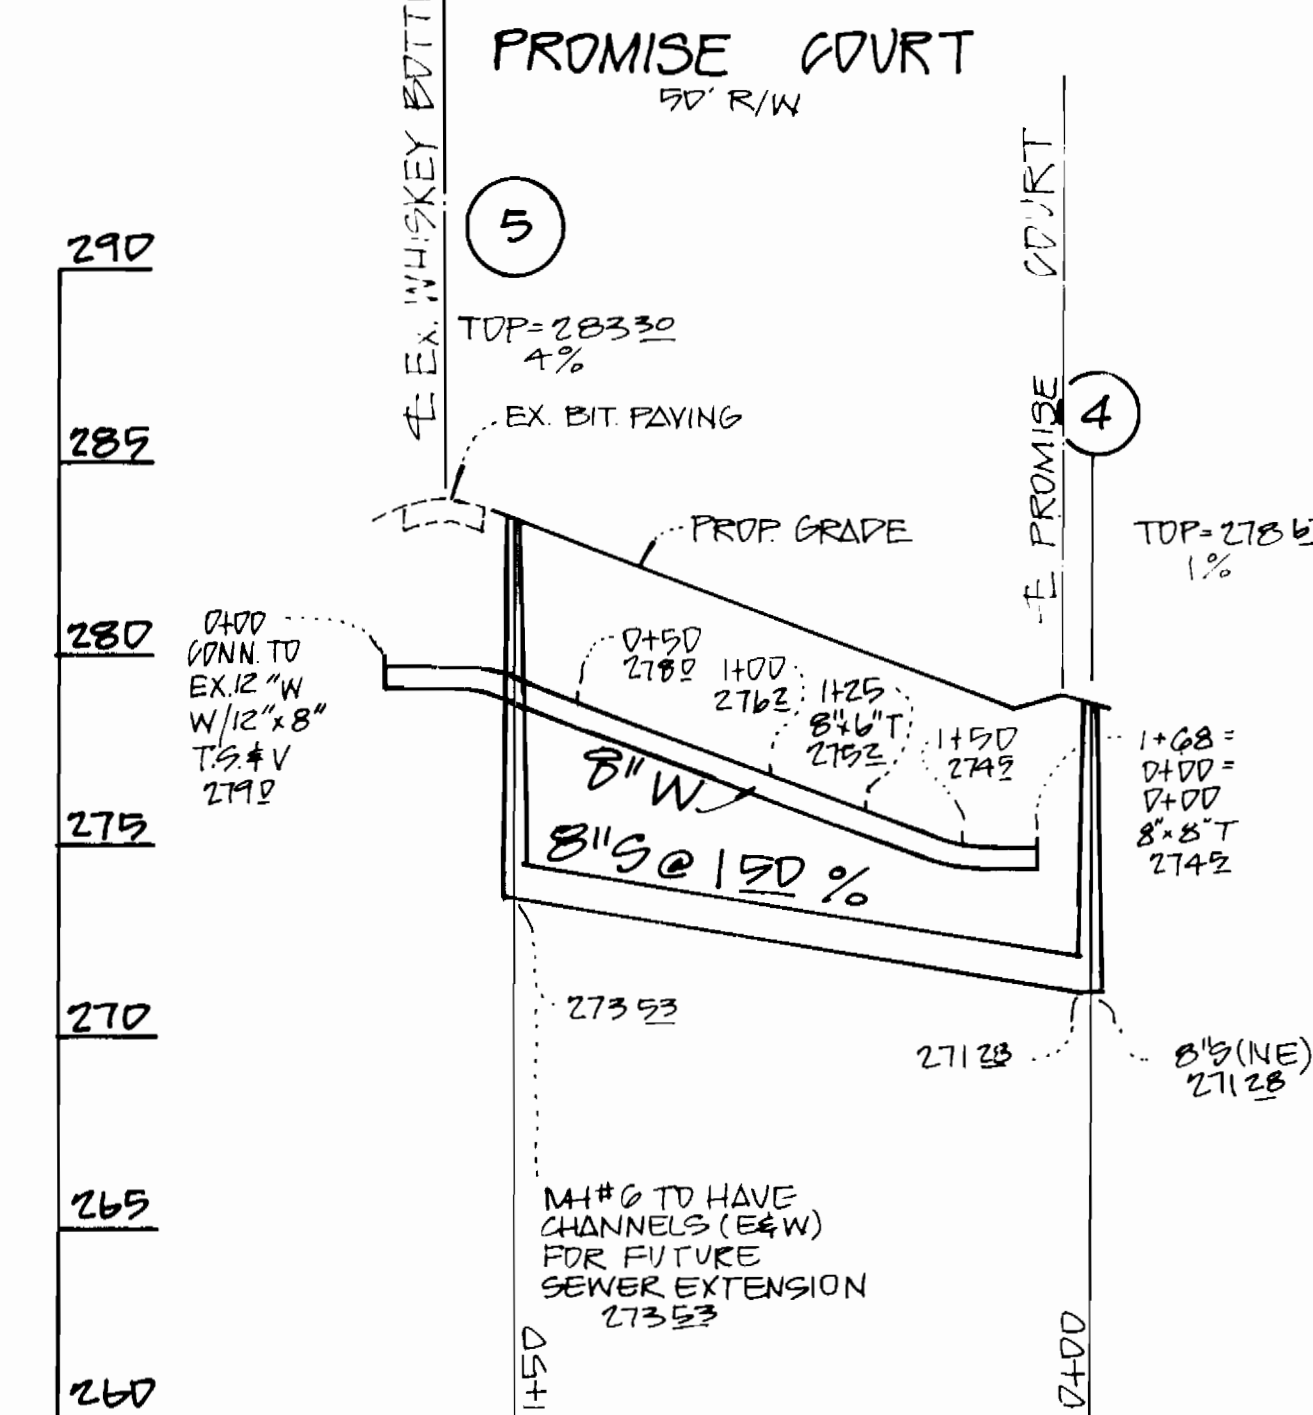 PROMISE COURT
50' R/W
℄ EX. WHISKEY
5
TOP=283 30
4%
EX. BIT. PAVING
PROP. GRADE
℄ PROMISE COURT
4
TOP=278
1%
290
285
280
275
270
265
260
0+00
CONN. TO
EX.12"W
W/12"x8"
T.S.&V
279 0
0+50
278 0
1+00
276 2
1+25
8"x6"T
275 2
1+50
274 5
1+68 =
0+00 =
0+00
8"x8"T
274 5
8"W
8"S @ 1 50 %
273 53
271 28
8"S(NE)
271 28
MH#6 TO HAVE
CHANNELS (E&W)
FOR FUTURE
SEWER EXTENSION
273 53
1+50
0+00